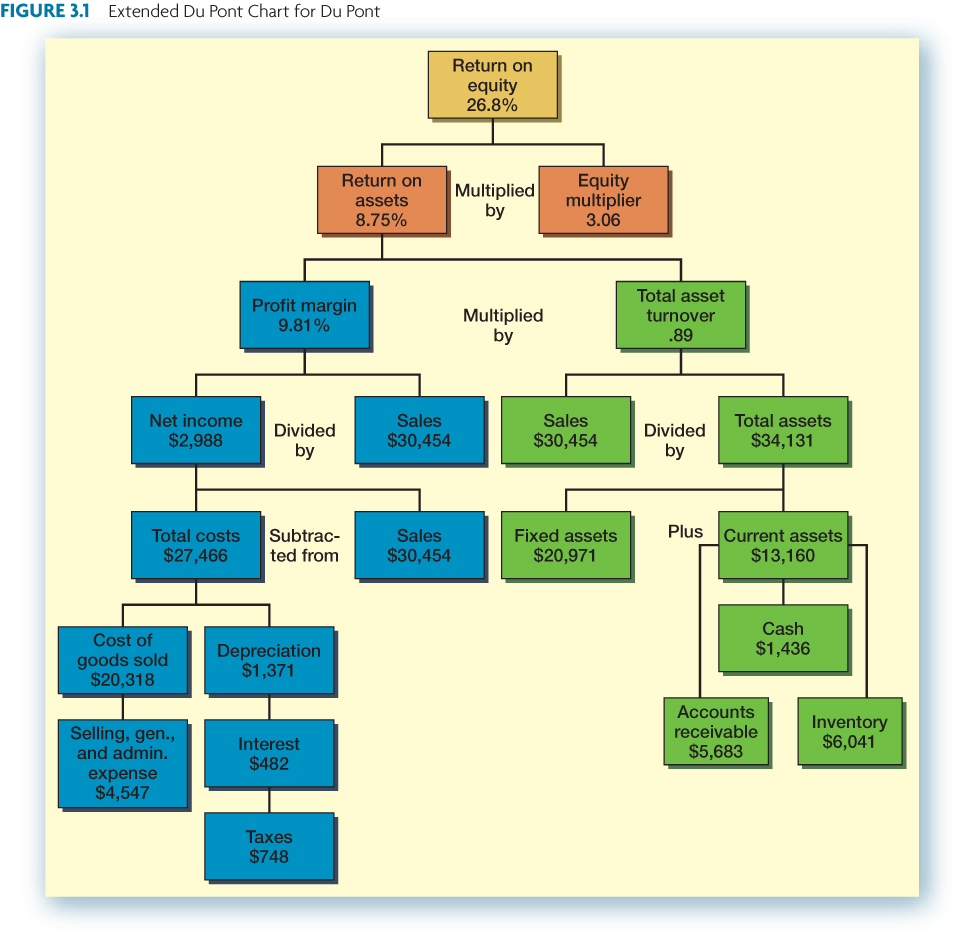 FIGURE 3.1 Extended Du Pont Chart for Du Pont
Return on
equity
26.8%
Return on
assets
8.75%
Multiplied
by
Equity
multiplier
3.06
Profit margin
9.81%
Multiplied
by
Total asset
turnover
.89
Net income
$2,988
Divided
by
Sales
$30,454
Sales
$30,454
Divided
by
Total assets
$34,131
Total costs
$27,466
Subtrac-
ted from
Sales
$30,454
Fixed assets
$20,971
Plus
Current assets
$13,160
Cash
$1,436
Cost of
goods sold
$20,318
Depreciation
$1,371
Accounts
receivable
$5,683
Inventory
$6,041
Selling, gen.,
and admin.
expense
$4,547
Interest
$482
Taxes
$748